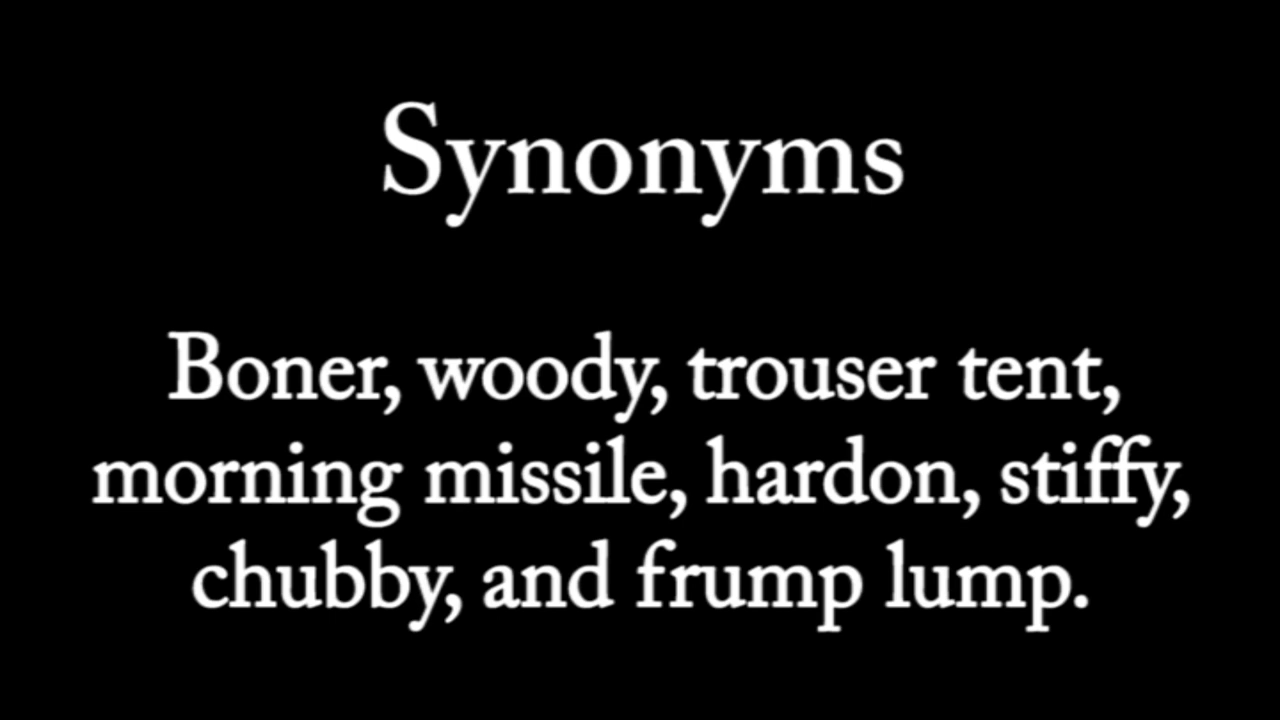 Synonyms
Boner, woody, trouser tent,
morning missile, hardon, stiffy,
chubby, and frump lump.